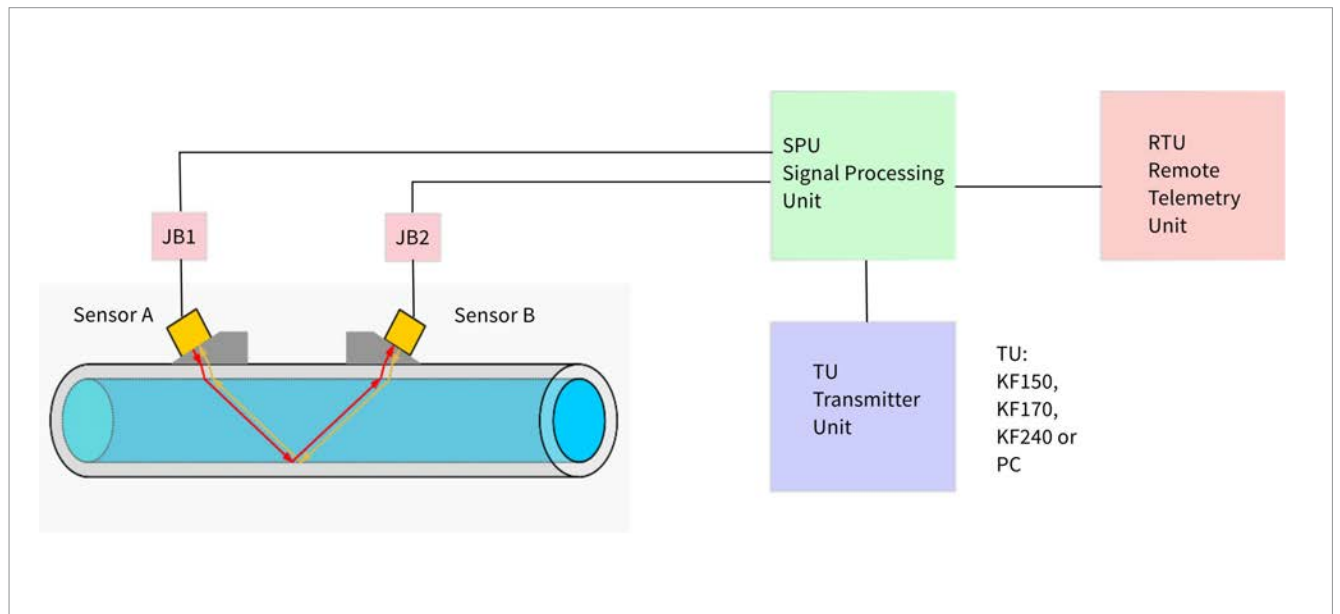 SPU
Signal Processing
Unit
RTU
Remote
Telemetry
Unit
JB1
JB2
Sensor A
Sensor B
TU
Transmitter
Unit
TU:
KF150,
KF170,
KF240 or
PC